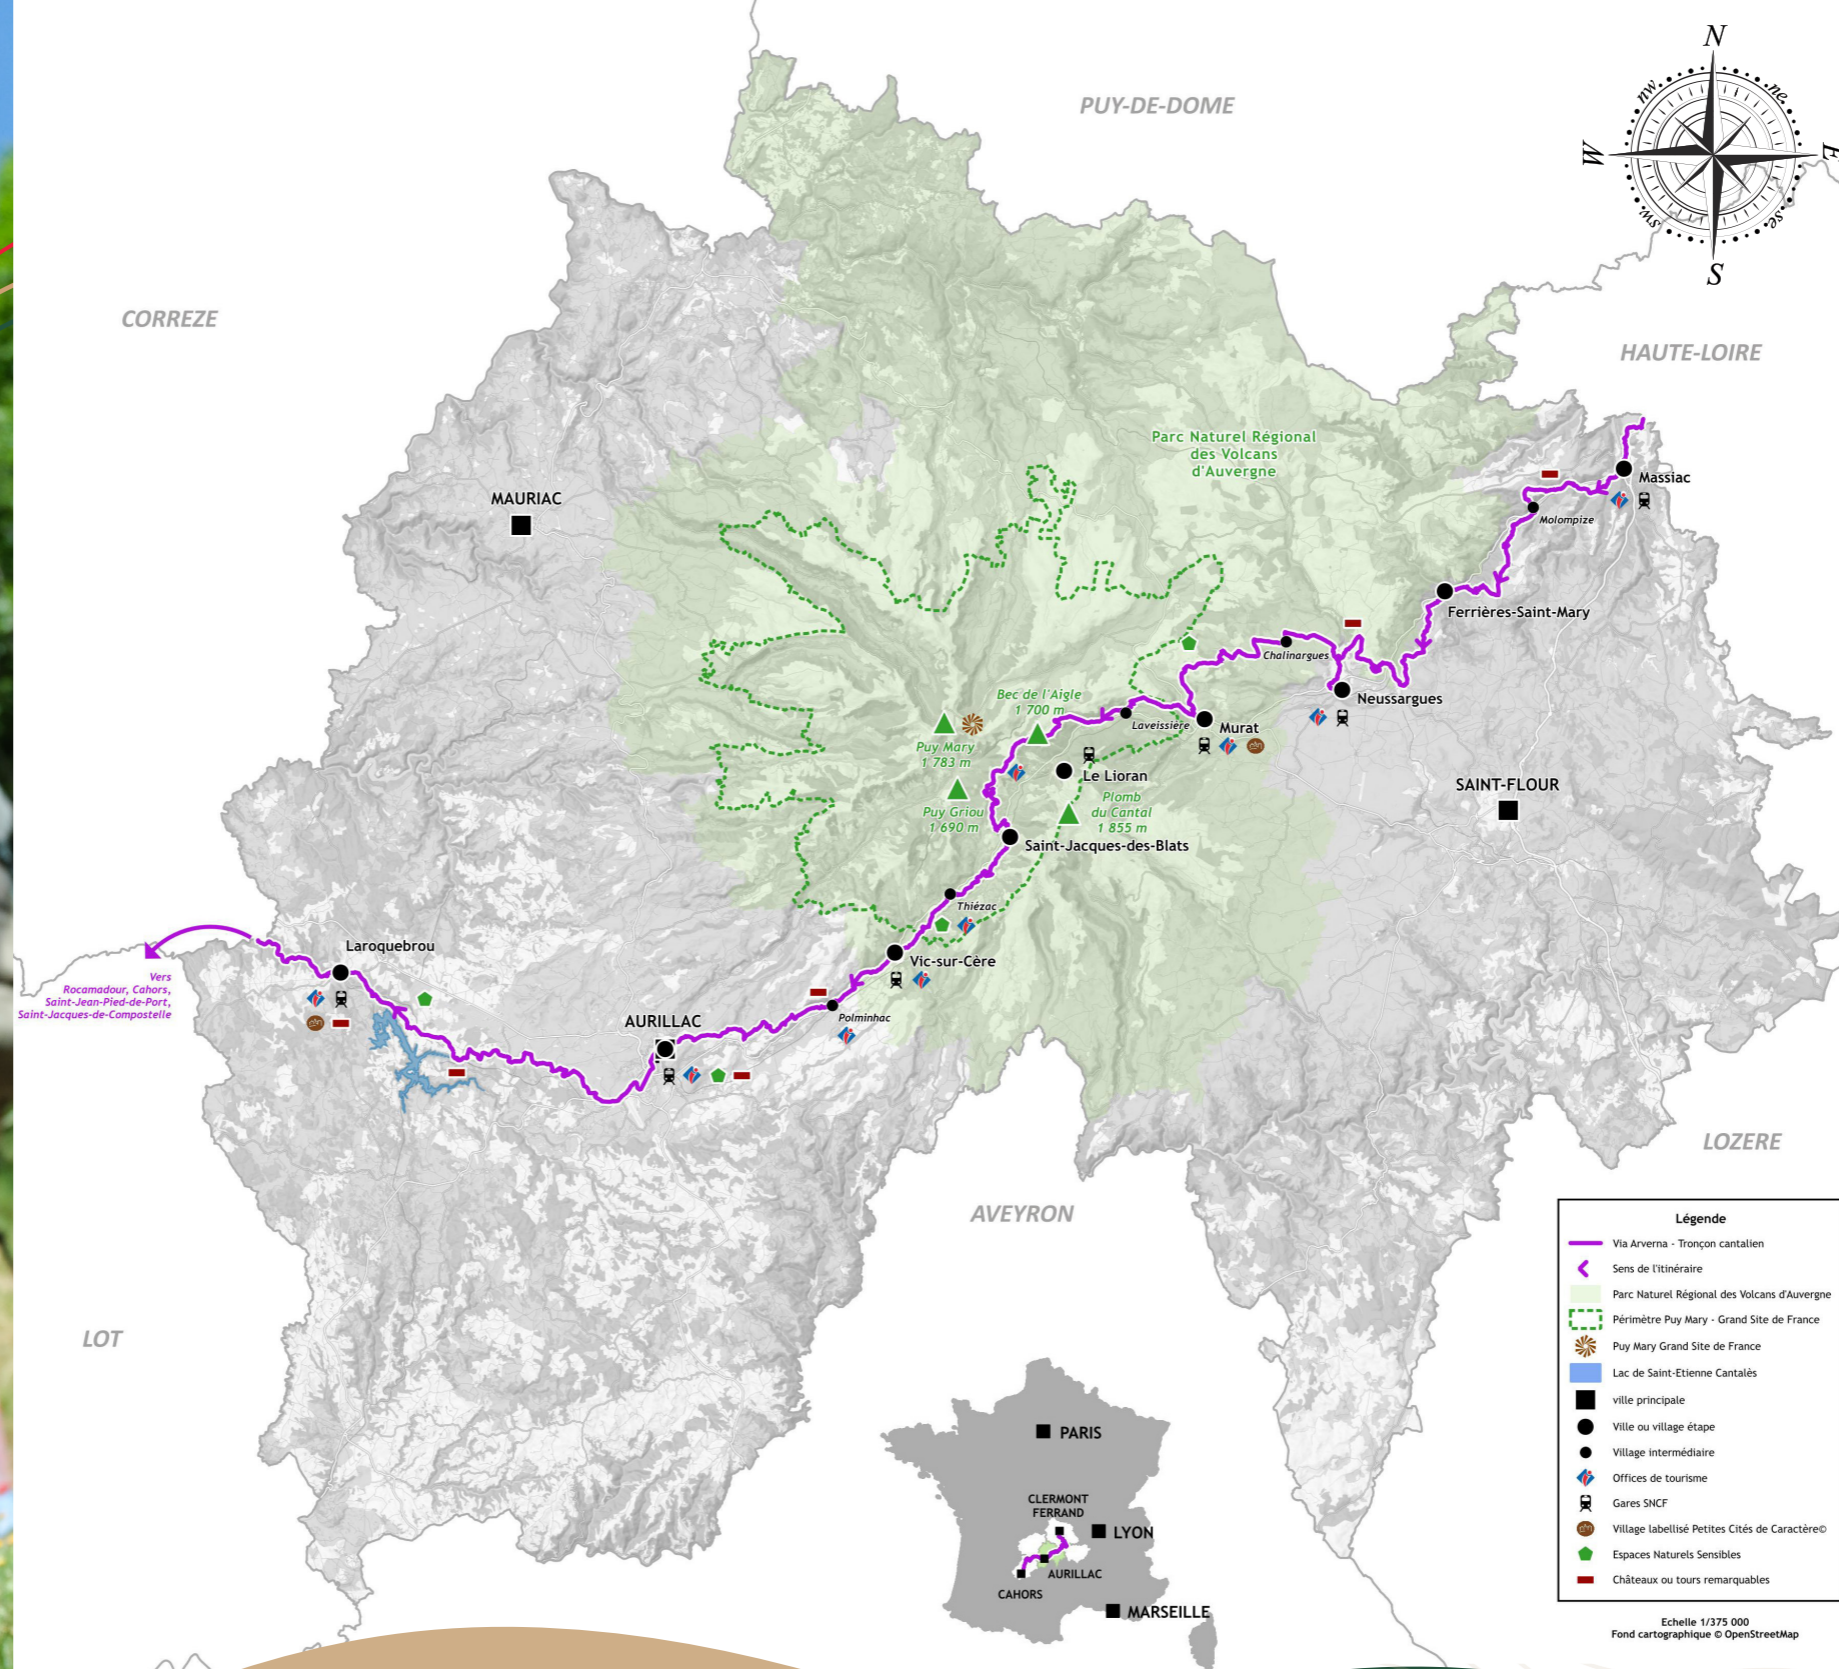 N
nw
ne
W
E
sw
se
S
PUY-DE-DOME
CORREZE
HAUTE-LOIRE
Parc Naturel Régional
des Volcans
d'Auvergne
MAURIAC
Massiac
Molompize
Ferrières-Saint-Mary
Chalinargues
Neussargues
Bec de l'Aigle
1 700 m
Laveissière
Murat
Puy Mary
1 783 m
Le Lioran
SAINT-FLOUR
Puy Griou
1 690 m
Plomb
du Cantal
1 855 m
Saint-Jacques-des-Blats
Thiézac
Laroquebrou
Vic-sur-Cère
Vers
Rocamadour, Cahors,
Saint-Jean-Pied-de-Port,
Saint-Jacques-de-Compostelle
AURILLAC
Polminhac
LOZERE
AVEYRON
LOT
Légende
Via Arverna - Tronçon cantalien
Sens de l'itinéraire
Parc Naturel Régional des Volcans d'Auvergne
Périmètre Puy Mary - Grand Site de France
Puy Mary Grand Site de France
Lac de Saint-Etienne Cantalès
ville principale
Ville ou village étape
Village intermédiaire
Offices de tourisme
Gares SNCF
Village labellisé Petites Cités de Caractère©
Espaces Naturels Sensibles
Châteaux ou tours remarquables
Echelle 1/375 000
Fond cartographique © OpenStreetMap
PARIS
CLERMONT
FERRAND
LYON
AURILLAC
CAHORS
MARSEILLE